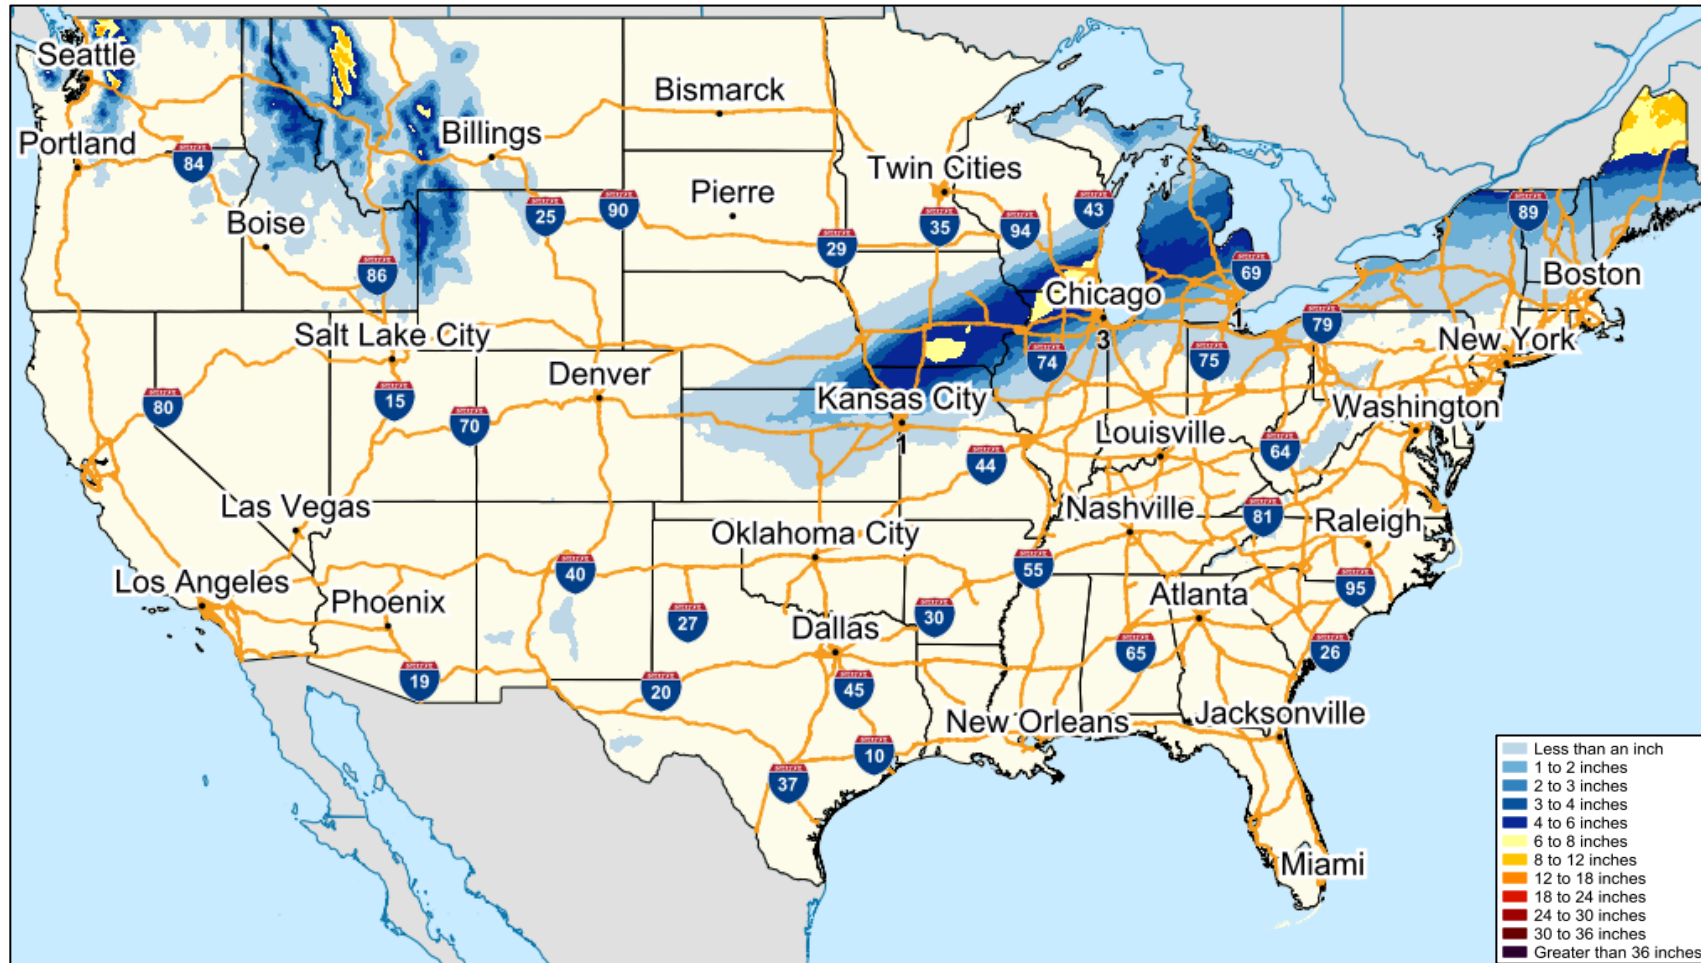 Seattle
Bismarck
Billings
Portland
84
Twin Cities
Pierre
25
90
43
89
Boise
35
94
29
69
86
Boston
Chicago
79
1
Salt Lake City
3
New York
74
75
Denver
80
15
Kansas City
Washington
70
1
Louisville
64
44
Las Vegas
Nashville
81
Raleigh
Oklahoma City
40
55
Los Angeles
95
Phoenix
Atlanta
27
30
Dallas
65
26
19
20
45
New Orleans
Jacksonville
10
37
Miami
Less than an inch
1 to 2 inches
2 to 3 inches
3 to 4 inches
4 to 6 inches
6 to 8 inches
8 to 12 inches
12 to 18 inches
18 to 24 inches
24 to 30 inches
30 to 36 inches
Greater than 36 inches